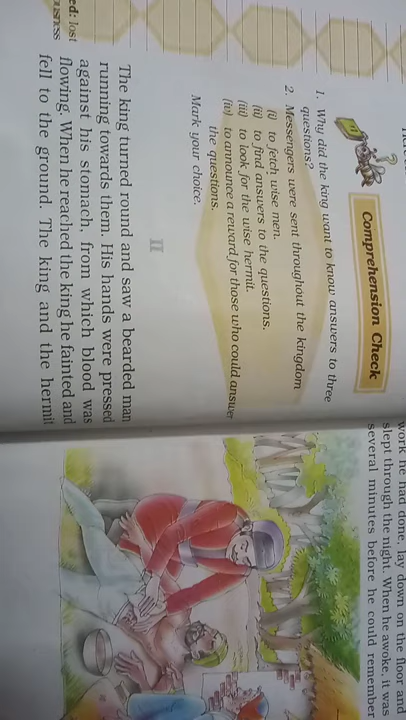 Comprehension Check
1. Why did the king want to know answers to three
questions?
2. Messengers were sent throughout the kingdom
(i) to fetch wise men.
(ii) to find answers to the questions.
(iii) to look for the wise hermit.
(iv) to announce a reward for those who could answer
the questions.
Mark your choice.
II
The king turned round and saw a bearded man
running towards them. His hands were pressed
against his stomach, from which blood was
flowing. When he reached the king he fainted and
fell to the ground. The king and the hermit
ed: lost
work he had done, lay down on the floor and
slept through the night. When he awoke, it was
several minutes before he could remember